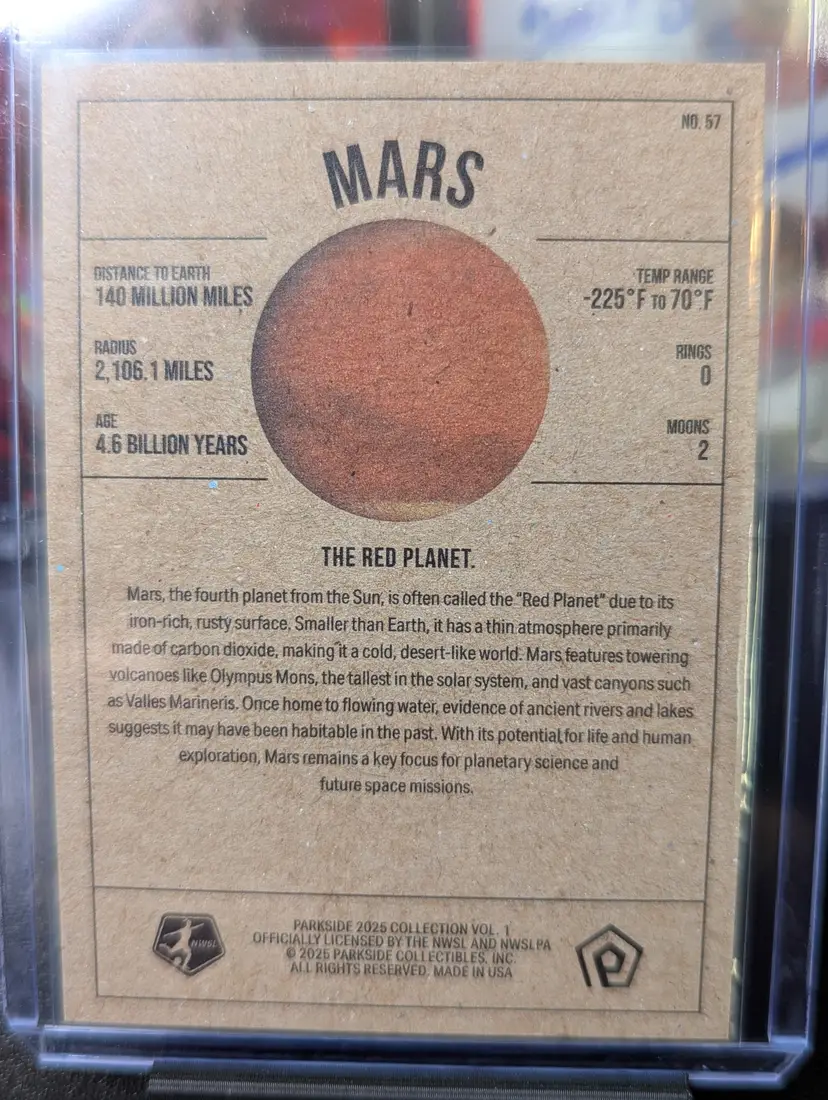 NO. 57
MARS
DISTANCE TO EARTH
140 MILLION MILES
RADIUS
2,106.1 MILES
AGE
4.6 BILLION YEARS
TEMP RANGE
-225°F TO 70°F
RINGS
0
MOONS
2
THE RED PLANET.
Mars, the fourth planet from the Sun, is often called the "Red Planet" due to its
iron-rich, rusty surface. Smaller than Earth, it has a thin atmosphere primarily
made of carbon dioxide, making it a cold, desert-like world. Mars features towering
volcanoes like Olympus Mons, the tallest in the solar system, and vast canyons such
as Valles Marineris. Once home to flowing water, evidence of ancient rivers and lakes
suggests it may have been habitable in the past. With its potential for life and human
exploration, Mars remains a key focus for planetary science and
future space missions.
NWSL
PARKSIDE 2025 COLLECTION VOL. 1
OFFICIALLY LICENSED BY THE NWSL AND NWSLPA
© 2025 PARKSIDE COLLECTIBLES, INC.
ALL RIGHTS RESERVED. MADE IN USA